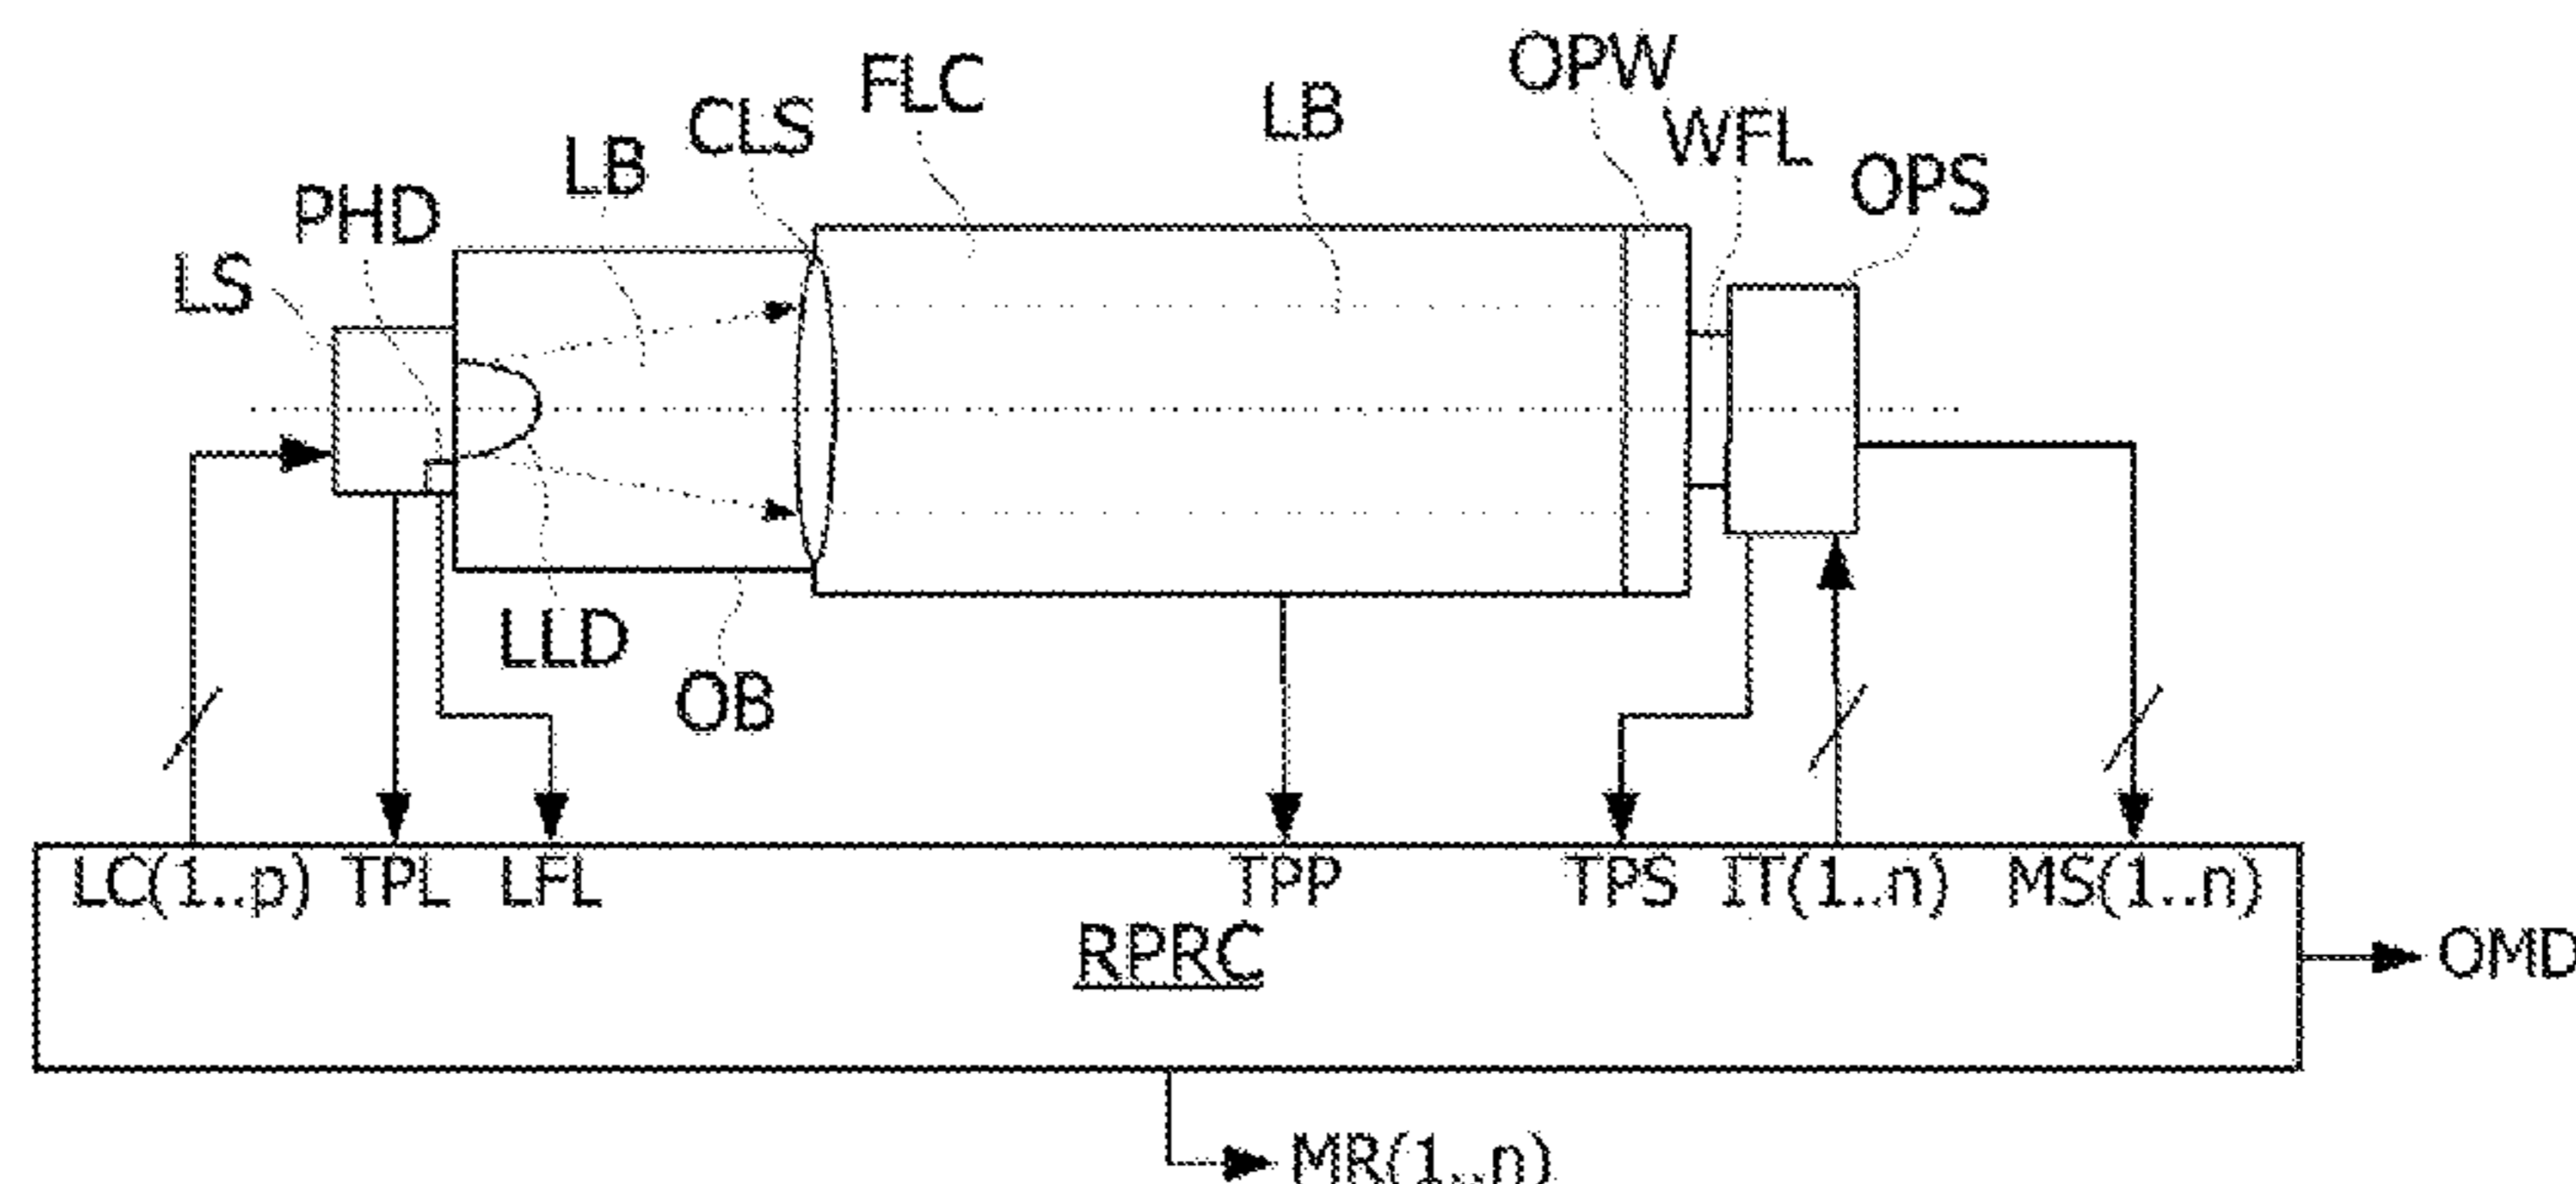 OPW
FLC
LB
CLS
WFL
LB
OPS
PHD
LS
LLD
OB
LC(1..p) TPL LFL TPP TPS IT(1..n) MS(1..n)
RPRC
OMD
MR(1..n)